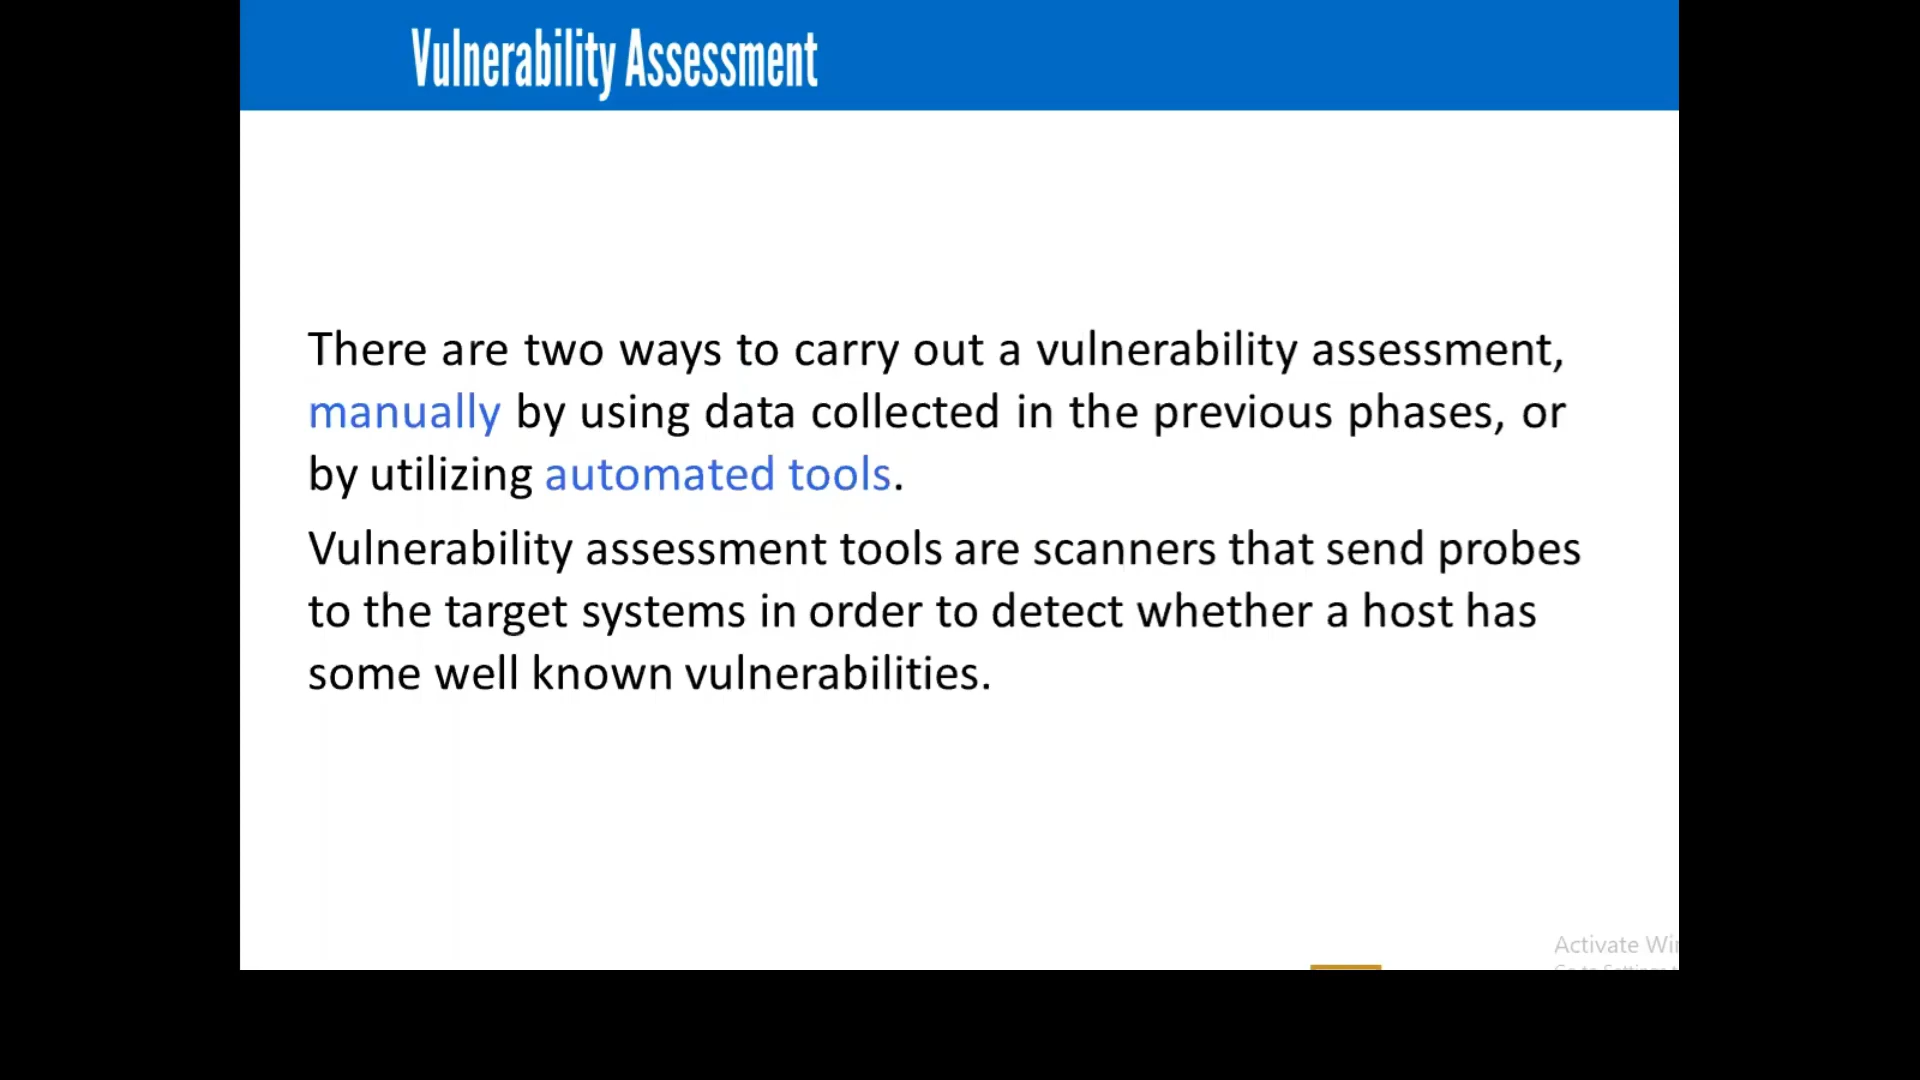 Vulnerability Assessment
There are two ways to carry out a vulnerability assessment,
manually by using data collected in the previous phases, or
by utilizing automated tools.
Vulnerability assessment tools are scanners that send probes
to the target systems in order to detect whether a host has
some well known vulnerabilities.
Activate